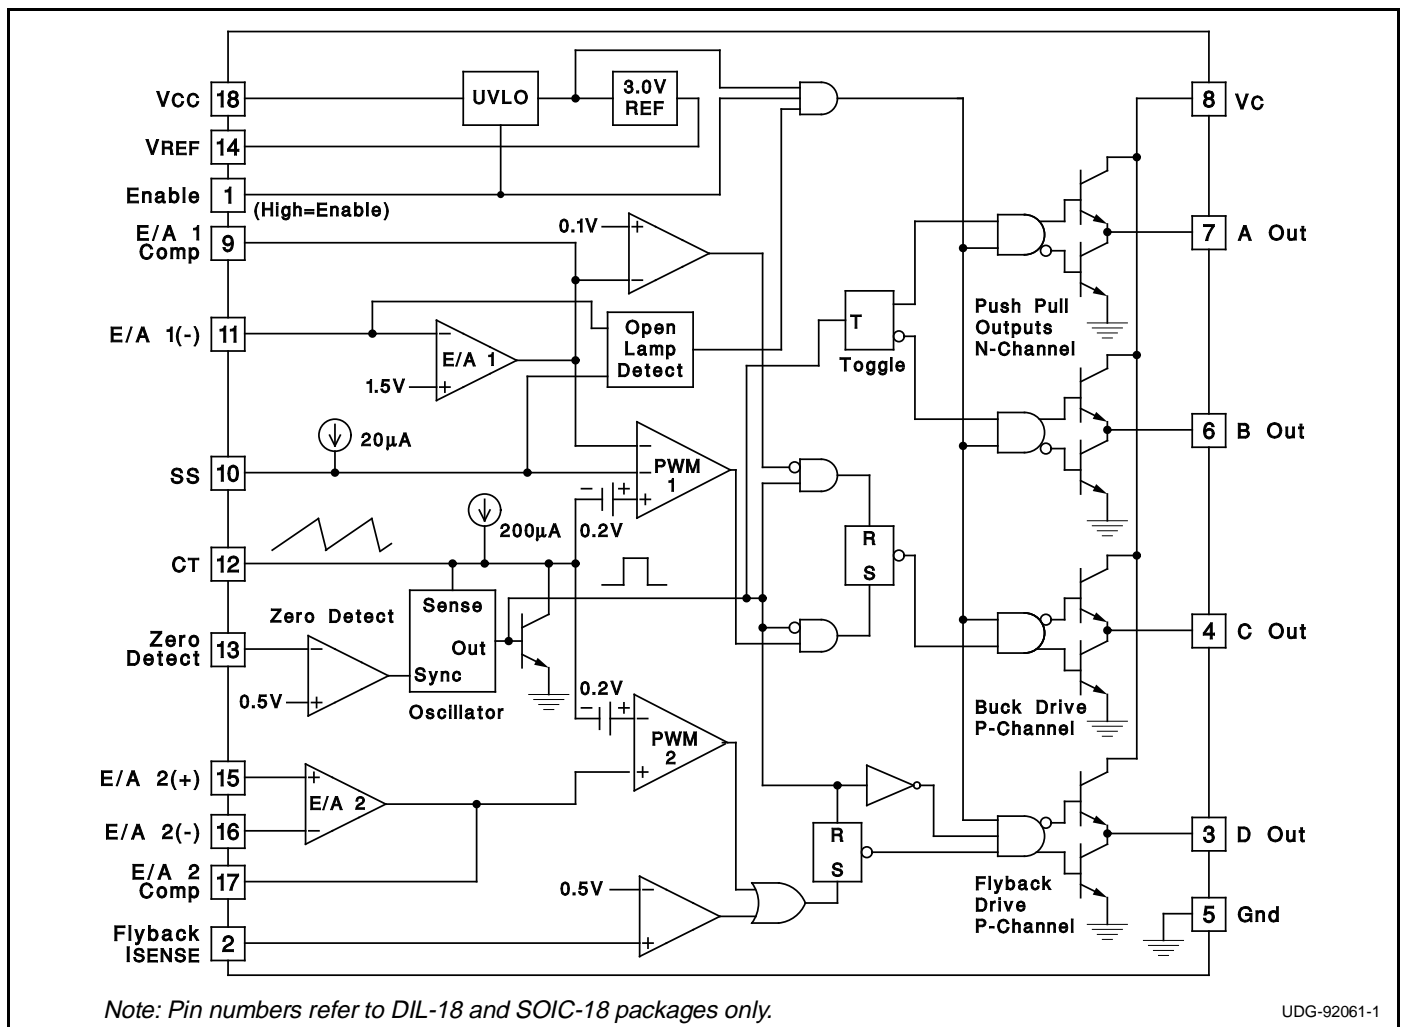 VCC 18
UVLO
3.0V
REF
8 VC
VREF 14
Enable 1
(High=Enable)
E/A 1
Comp 9
0.1V
+
−
7 A Out
E/A 1(-) 11
−
E/A 1
1.5V +
Open
Lamp
Detect
T
Toggle
Push Pull
Outputs
N-Channel
20µA
SS 10
−
−
+
PWM
1
6 B Out
200µA
− +
0.2V
CT 12
R
S
Sense
Out
Sync
Oscillator
Zero Detect
Zero
Detect 13
−
0.5V +
4 C Out
Buck Drive
P-Channel
0.2V
− +
−
PWM
2
+
E/A 2(+) 15
+
E/A 2
−
E/A 2(-) 16
E/A 2
Comp 17
R
S
3 D Out
0.5V −
+
Flyback
Drive
P-Channel
5 Gnd
Flyback
ISENSE 2
Note: Pin numbers refer to DIL-18 and SOIC-18 packages only.
UDG-92061-1